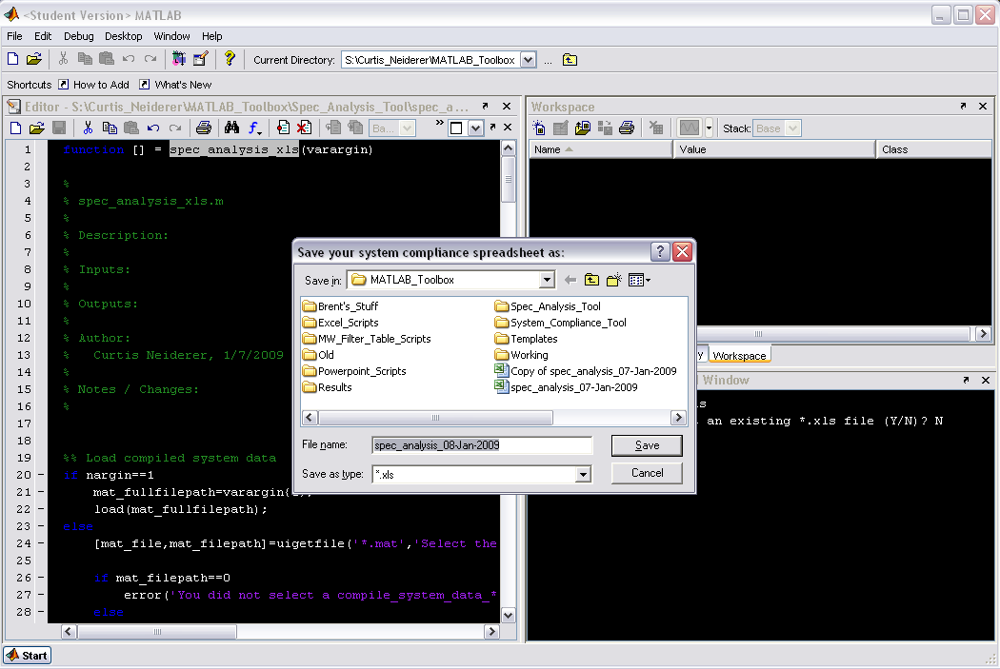 <Student Version> MATLAB
File Edit Debug Desktop Window Help
Current Directory: S:\Curtis_Neiderer\MATLAB_Toolbox ...
Shortcuts How to Add What's New
Editor - S:\Curtis_Neiderer\MATLAB_Toolbox\Spec_Analysis_Tool\spec_a...
Ba...
1 function [] = spec_analysis_xls(varargin)
2
3 %
4 % spec_analysis_xls.m
5 %
6 % Description:
7 %
8 % Inputs:
9 %
10 % Outputs:
11 %
12 % Author:
13 % Curtis Neiderer, 1/7/2009
14 %
15 % Notes / Changes:
16 %
17
18
19 %% Load compiled system data
20 - if nargin==1
21 - mat_fullfilepath=varargin(
22 - load(mat_fullfilepath);
23 - else
24 - [mat_file,mat_filepath]=uigetfile('*.mat','Select the
25
26 - if mat_filepath==0
27 - error('You did not select a compile_system_data_*
28 - else
Workspace
Stack: Base
Name Value Class
y Workspace
Window
ls
an existing *.xls file (Y/N)? N
Save your system compliance spreadsheet as:
Save in: MATLAB_Toolbox
Brent's_Stuff
Excel_Scripts
MW_Filter_Table_Scripts
Old
Powerpoint_Scripts
Results
Spec_Analysis_Tool
System_Compliance_Tool
Templates
Working
Copy of spec_analysis_07-Jan-2009
spec_analysis_07-Jan-2009
File name: spec_analysis_08-Jan-2009 Save
Save as type: *.xls Cancel
Start